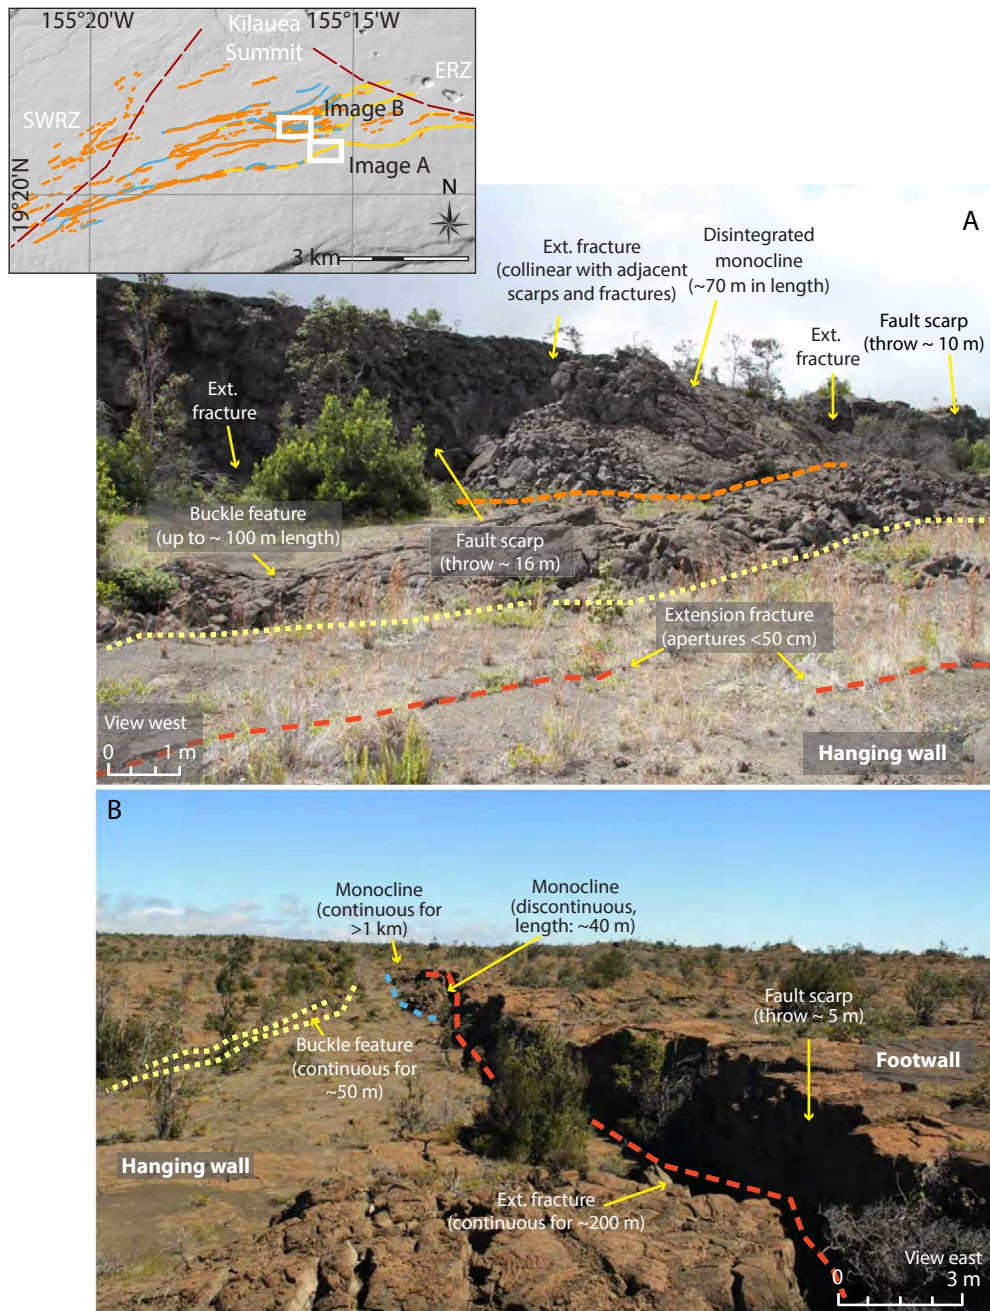 155°20'W
155°15'W
Kīlauea
Summit
ERZ
SWRZ
Image B
Image A
19°20'N
N
3 km
A
Ext. fracture
(collinear with adjacent
scarps and fractures)
Disintegrated
monocline
(~70 m in length)
Ext.
fracture
Fault scarp
(throw ~ 10 m)
Ext.
fracture
Buckle feature
(up to ~ 100 m length)
Fault scarp
(throw ~ 16 m)
Extension fracture
(apertures <50 cm)
View west
0 1 m
Hanging wall
B
Monocline
(continuous for
>1 km)
Monocline
(discontinuous,
length: ~40 m)
Fault scarp
(throw ~ 5 m)
Buckle feature
(continuous for
~50 m)
Footwall
Hanging wall
Ext. fracture
(continuous for ~200 m)
View east
0 3 m